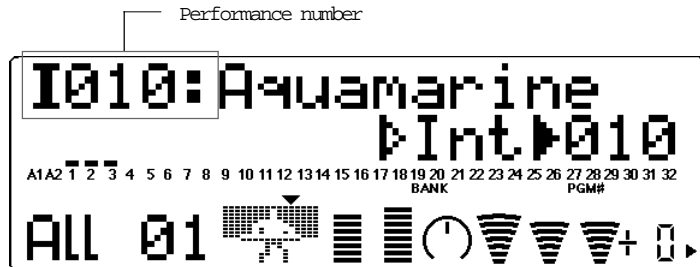 Performance number
I010:Aquamarine
▷Int▶010
A1 A2 1 2 3 4 5 6 7 8 9 10 11 12 13 14 15 16 17 18 19 20 21 22 23 24 25 26 27 28 29 30 31 32
BANK PGM#
All 01 + 0